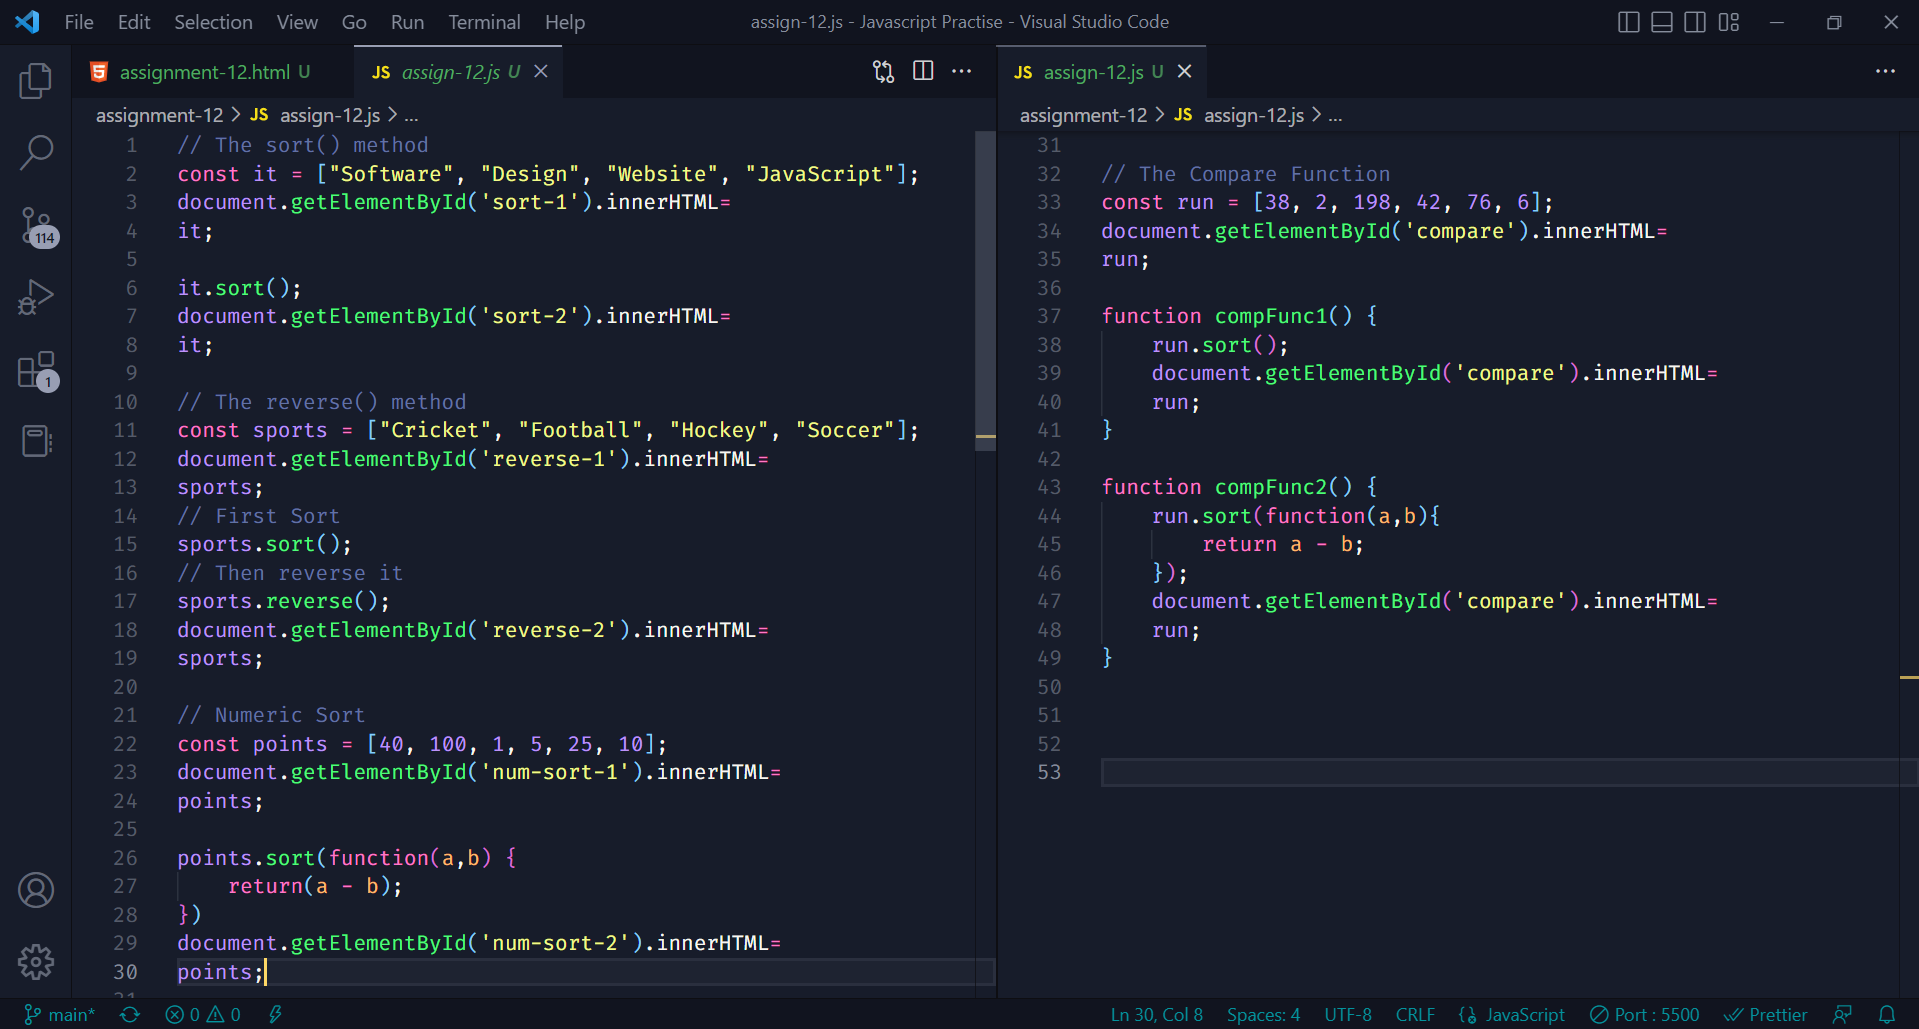 File Edit Selection View Go Run Terminal Help assign-12.js - Javascript Practise - Visual Studio Code
assignment-12.html U JS assign-12.js U
assignment-12 > JS assign-12.js > ...
1 // The sort() method
2 const it = ["Software", "Design", "Website", "JavaScript"];
3 document.getElementById('sort-1').innerHTML=
4 it;
5
6 it.sort();
7 document.getElementById('sort-2').innerHTML=
8 it;
9
10 // The reverse() method
11 const sports = ["Cricket", "Football", "Hockey", "Soccer"];
12 document.getElementById('reverse-1').innerHTML=
13 sports;
14 // First Sort
15 sports.sort();
16 // Then reverse it
17 sports.reverse();
18 document.getElementById('reverse-2').innerHTML=
19 sports;
20
21 // Numeric Sort
22 const points = [40, 100, 1, 5, 25, 10];
23 document.getElementById('num-sort-1').innerHTML=
24 points;
25
26 points.sort(function(a,b) {
27 return(a - b);
28 })
29 document.getElementById('num-sort-2').innerHTML=
30 points;
31
JS assign-12.js U
assignment-12 > JS assign-12.js > ...
31
32 // The Compare Function
33 const run = [38, 2, 198, 42, 76, 6];
34 document.getElementById('compare').innerHTML=
35 run;
36
37 function compFunc1() {
38 run.sort();
39 document.getElementById('compare').innerHTML=
40 run;
41 }
42
43 function compFunc2() {
44 run.sort(function(a,b){
45 return a - b;
46 });
47 document.getElementById('compare').innerHTML=
48 run;
49 }
50
51
52
53
114
1
main* 0 0 Ln 30, Col 8 Spaces: 4 UTF-8 CRLF JavaScript Port : 5500 Prettier